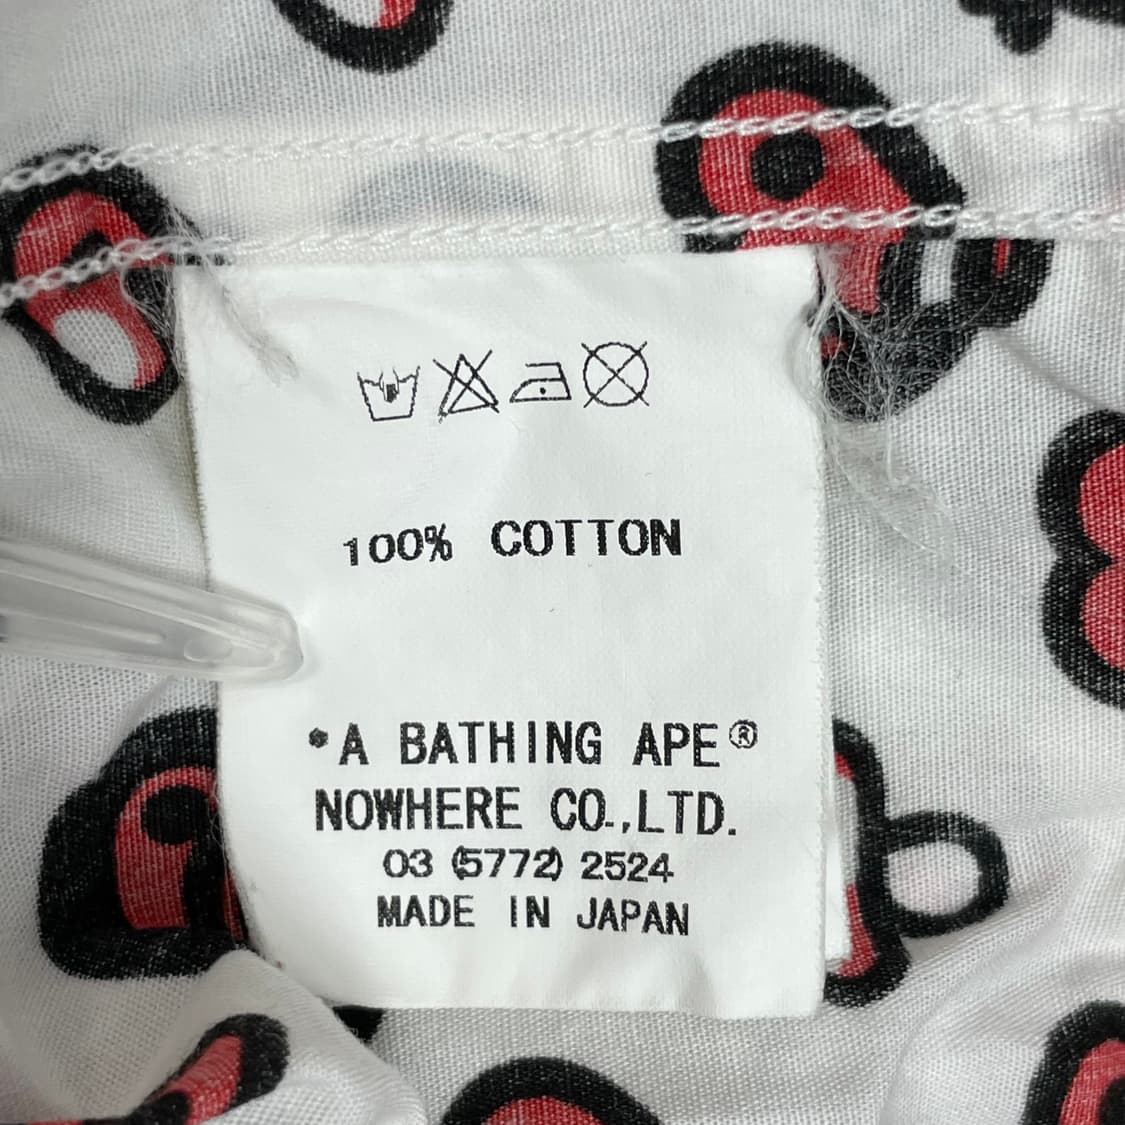 100% COTTON
*A BATHING APE®
NOWHERE CO.,LTD.
03 (5772) 2524
MADE IN JAPAN